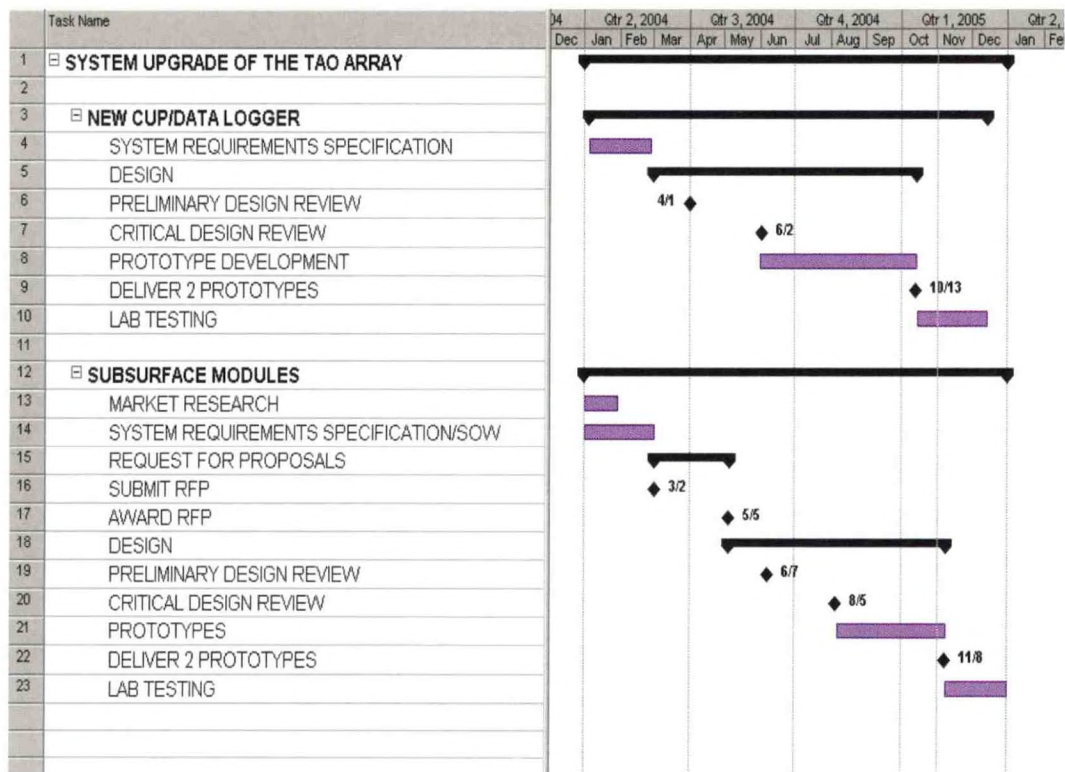 Task Name
04 Qtr 2, 2004 Qtr 3, 2004 Qtr 4, 2004 Qtr 1, 2005 Qtr 2,
Dec Jan Feb Mar Apr May Jun Jul Aug Sep Oct Nov Dec Jan Fe
1 SYSTEM UPGRADE OF THE TAO ARRAY
2
3 NEW CUP/DATA LOGGER
4 SYSTEM REQUIREMENTS SPECIFICATION
5 DESIGN
6 PRELIMINARY DESIGN REVIEW 4/1
7 CRITICAL DESIGN REVIEW 6/2
8 PROTOTYPE DEVELOPMENT
9 DELIVER 2 PROTOTYPES 10/13
10 LAB TESTING
11
12 SUBSURFACE MODULES
13 MARKET RESEARCH
14 SYSTEM REQUIREMENTS SPECIFICATION/SOW
15 REQUEST FOR PROPOSALS
16 SUBMIT RFP 3/2
17 AWARD RFP 5/5
18 DESIGN
19 PRELIMINARY DESIGN REVIEW 6/7
20 CRITICAL DESIGN REVIEW 8/5
21 PROTOTYPES
22 DELIVER 2 PROTOTYPES 11/8
23 LAB TESTING